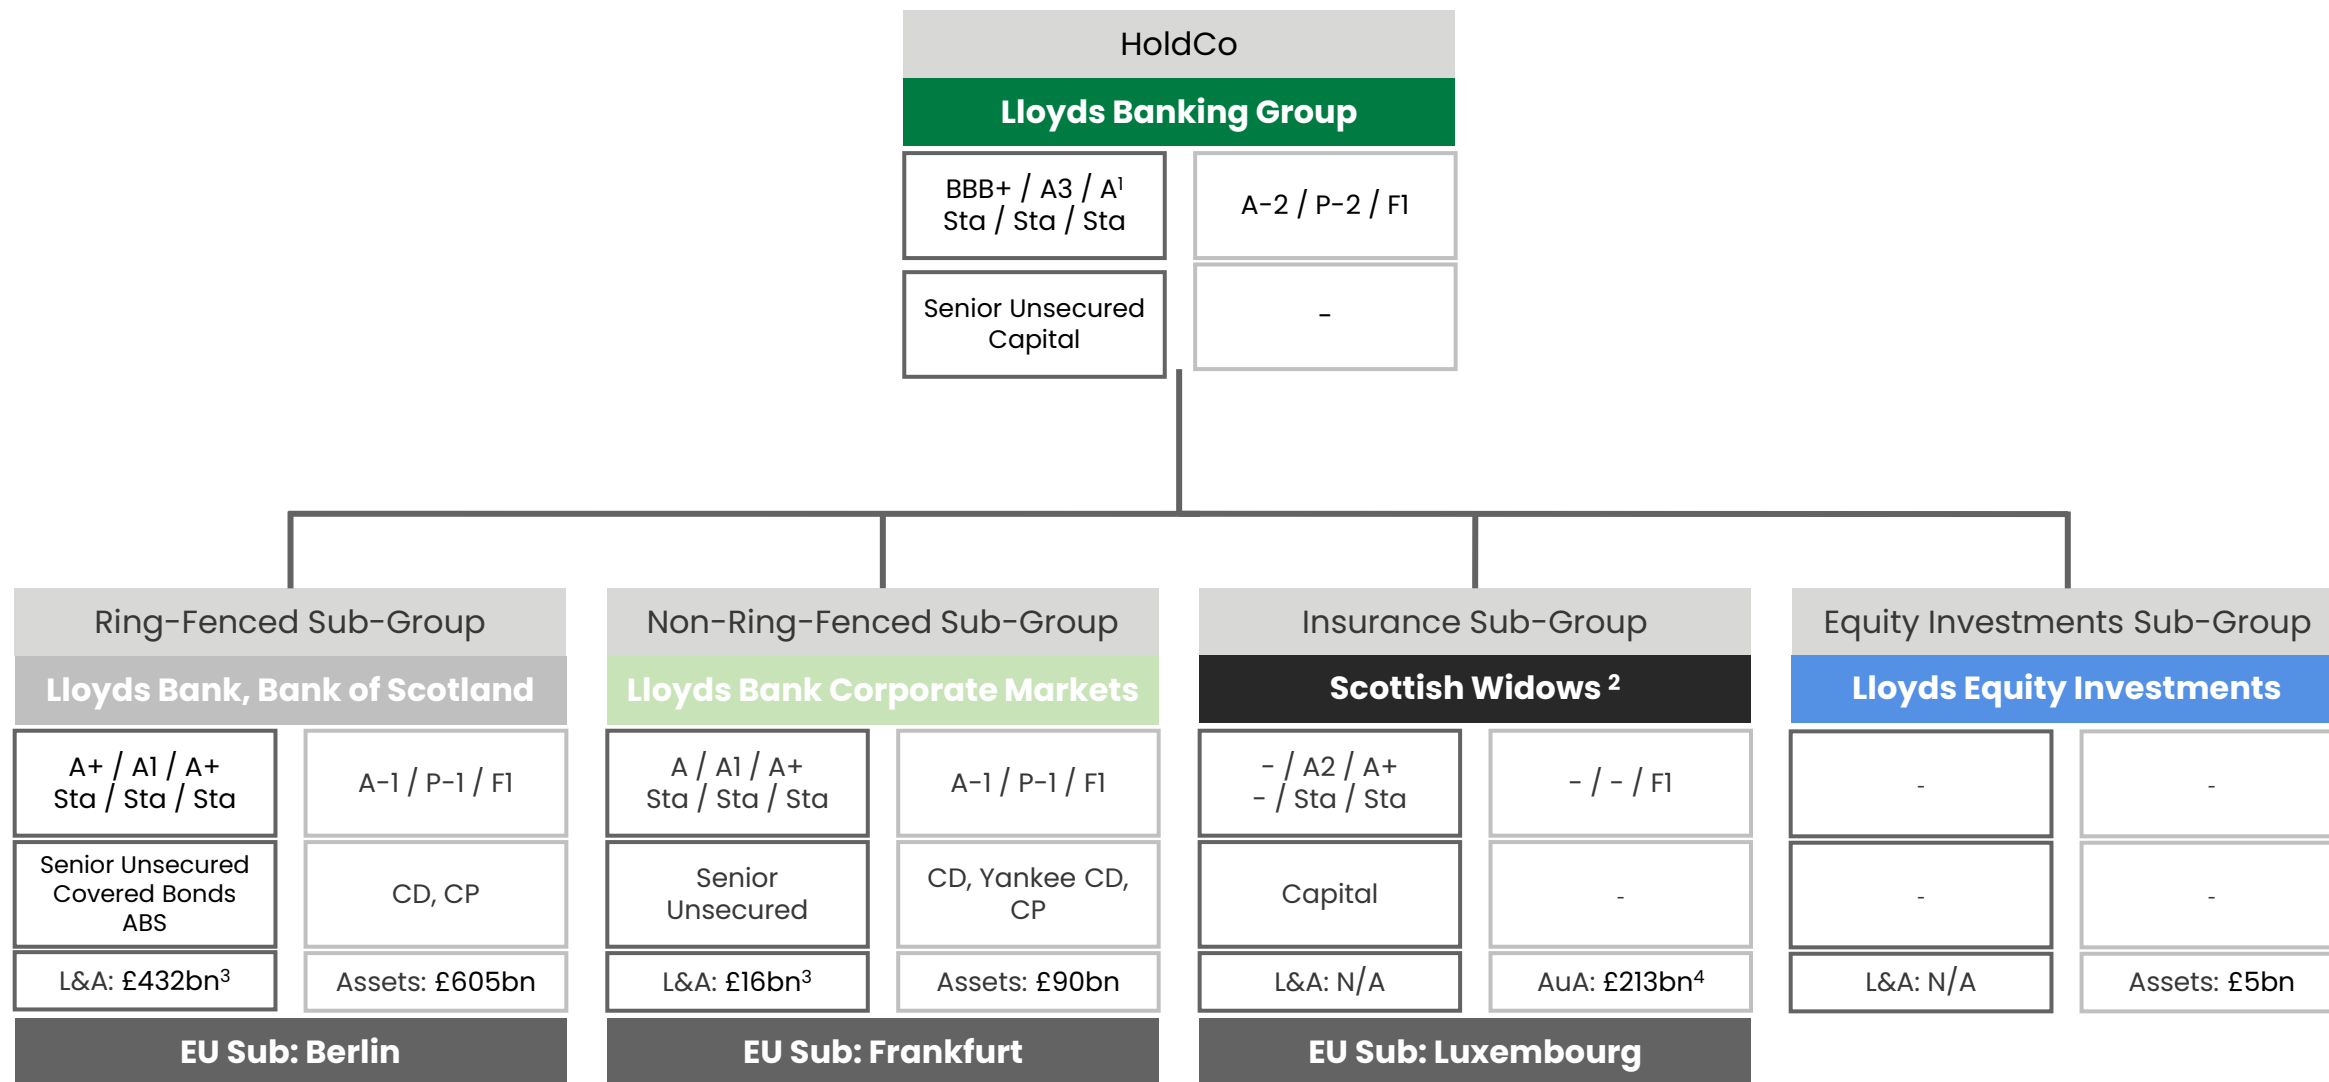 HoldCo
Lloyds Banking Group
BBB+ / A3 / A¹
Sta / Sta / Sta
A-2 / P-2 / F1
Senior Unsecured
Capital
-
Ring-Fenced Sub-Group
Lloyds Bank, Bank of Scotland
A+ / A1 / A+
Sta / Sta / Sta
A-1 / P-1 / F1
Senior Unsecured
Covered Bonds
ABS
CD, CP
L&A: £432bn³
Assets: £605bn
EU Sub: Berlin
Non-Ring-Fenced Sub-Group
Lloyds Bank Corporate Markets
A / A1 / A+
Sta / Sta / Sta
A-1 / P-1 / F1
Senior
Unsecured
CD, Yankee CD,
CP
L&A: £16bn³
Assets: £90bn
EU Sub: Frankfurt
Insurance Sub-Group
Scottish Widows ²
- / A2 / A+
- / Sta / Sta
- / - / F1
Capital
-
L&A: N/A
AuA: £213bn⁴
EU Sub: Luxembourg
Equity Investments Sub-Group
Lloyds Equity Investments
-
-
-
-
L&A: N/A
Assets: £5bn